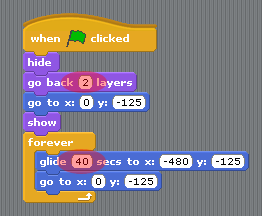 when clicked
hide
go back 2 layers
go to x: 0 y: -125
show
forever
glide 40 secs to x: -480 y: -125
go to x: 0 y: -125